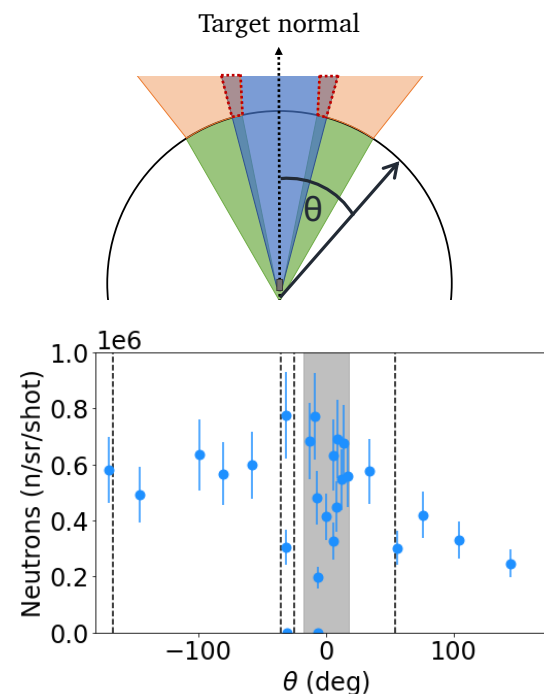 Target normal
θ
1e6
1.0
0.8
0.6
0.4
0.2
0.0
Neutrons (n/sr/shot)
−100
0
100
θ (deg)